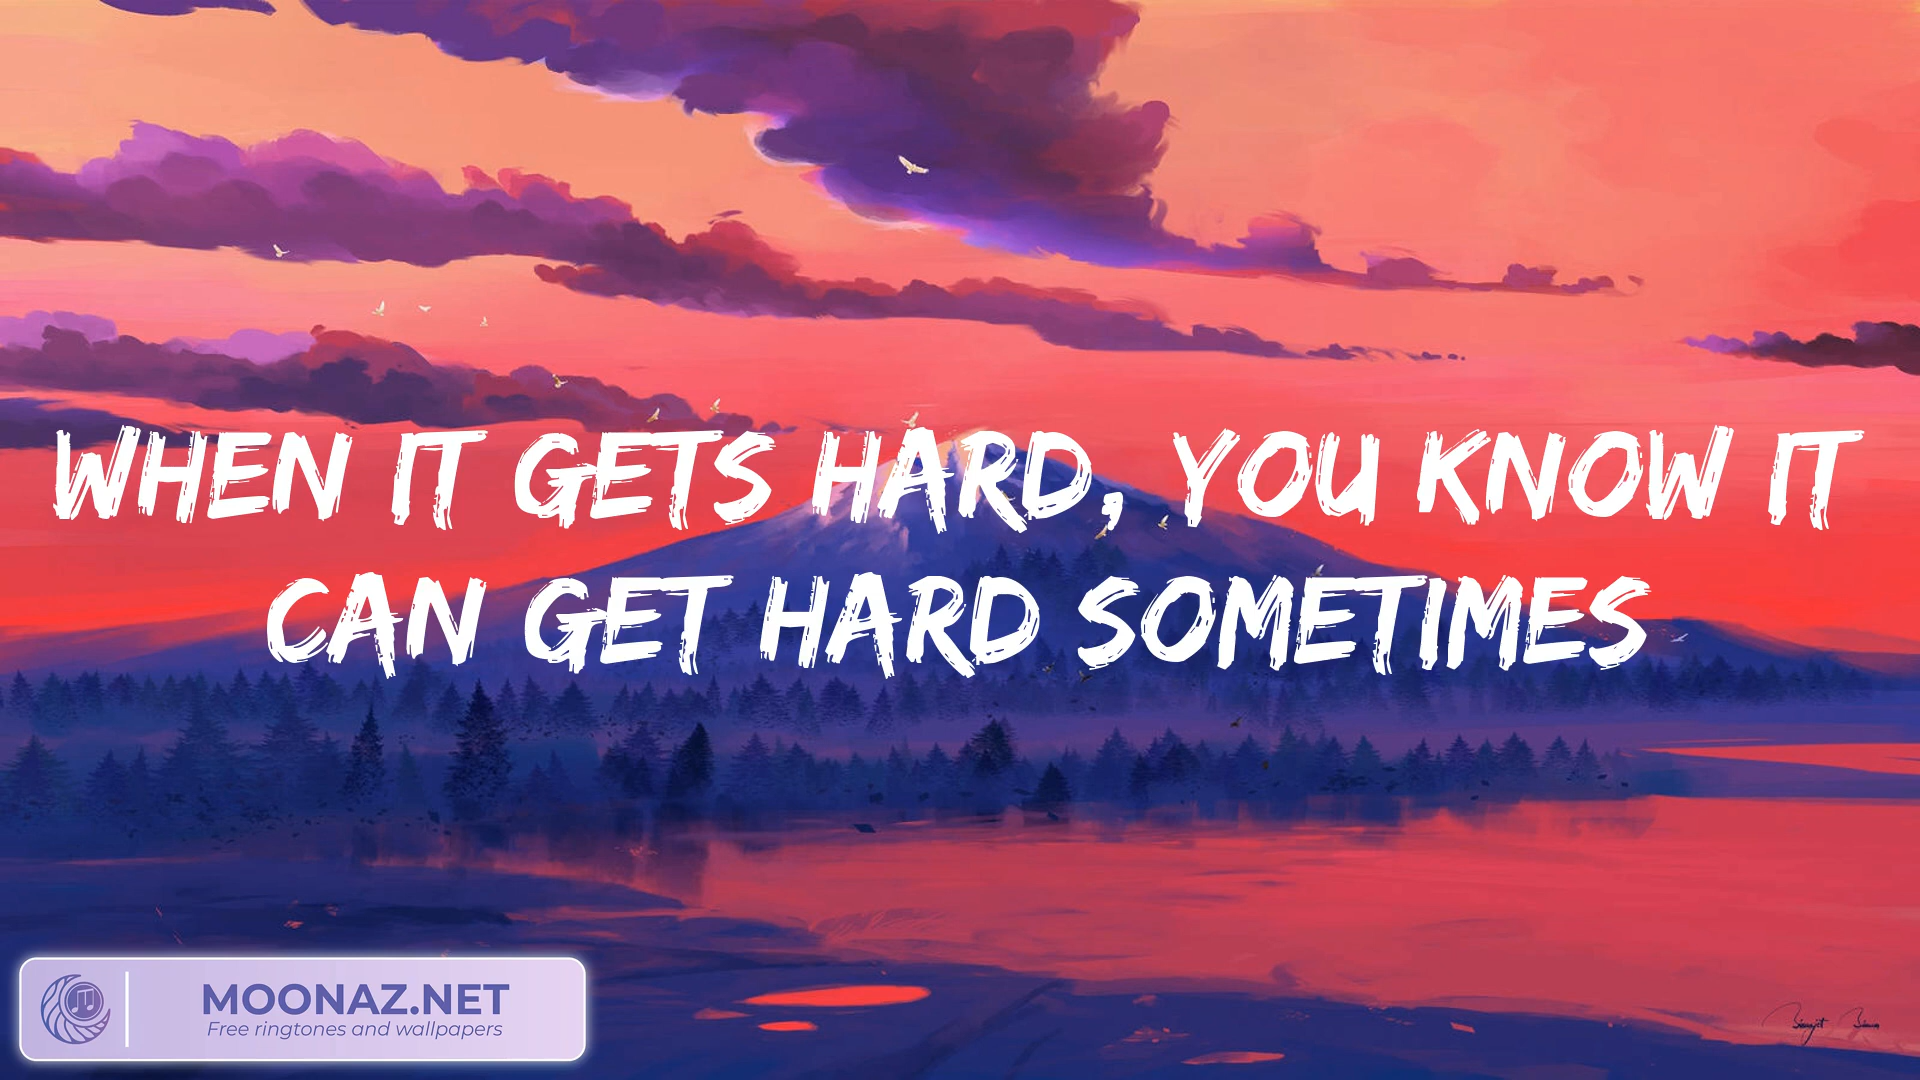 WHEN IT GETS HARD, YOU KNOW IT
CAN GET HARD SOMETIMES
MOONAZ.NET
Free ringtones and wallpapers